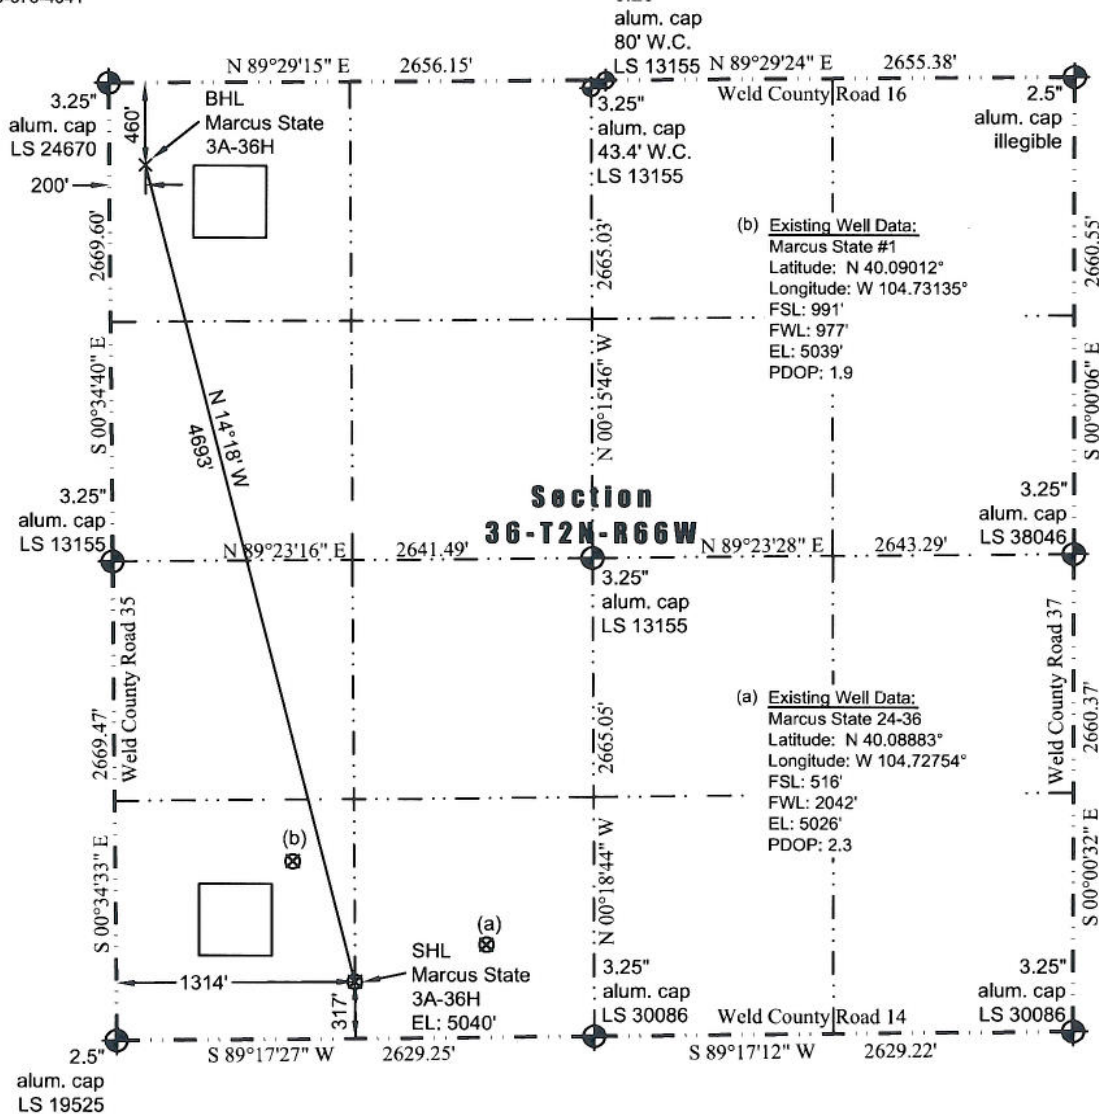 alum. cap
80' W.C.
LS 13155
N 89°29'15" E
2656.15'
N 89°29'24" E
2655.38'
Weld County Road 16
3.25"
alum. cap
LS 24670
460'
BHL
Marcus State
3A-36H
200'
3.25"
alum. cap
43.4' W.C.
LS 13155
2.5"
alum. cap
illegible
2669.60'
2665.03'
2660.55'
(b) Existing Well Data:
Marcus State #1
Latitude: N 40.09012°
Longitude: W 104.73135°
FSL: 991'
FWL: 977'
EL: 5039'
PDOP: 1.9
S 00°34'40" E
N 00°15'46" W
S 00°00'06" E
N 14°18' W
4693'
3.25"
alum. cap
LS 13155
Section
36-T2N-R66W
3.25"
alum. cap
LS 38046
N 89°23'16" E
2641.49'
N 89°23'28" E
2643.29'
3.25"
alum. cap
LS 13155
Weld County Road 35
Weld County Road 37
2669.47'
2665.05'
2660.37'
(a) Existing Well Data:
Marcus State 24-36
Latitude: N 40.08883°
Longitude: W 104.72754°
FSL: 516'
FWL: 2042'
EL: 5026'
PDOP: 2.3
S 00°34'33" E
N 00°18'44" W
S 00°00'32" E
(b)
(a)
1314'
317'
SHL
Marcus State
3A-36H
EL: 5040'
3.25"
alum. cap
LS 30086
3.25"
alum. cap
LS 30086
Weld County Road 14
S 89°17'27" W
2629.25'
S 89°17'12" W
2629.22'
2.5"
alum. cap
LS 19525